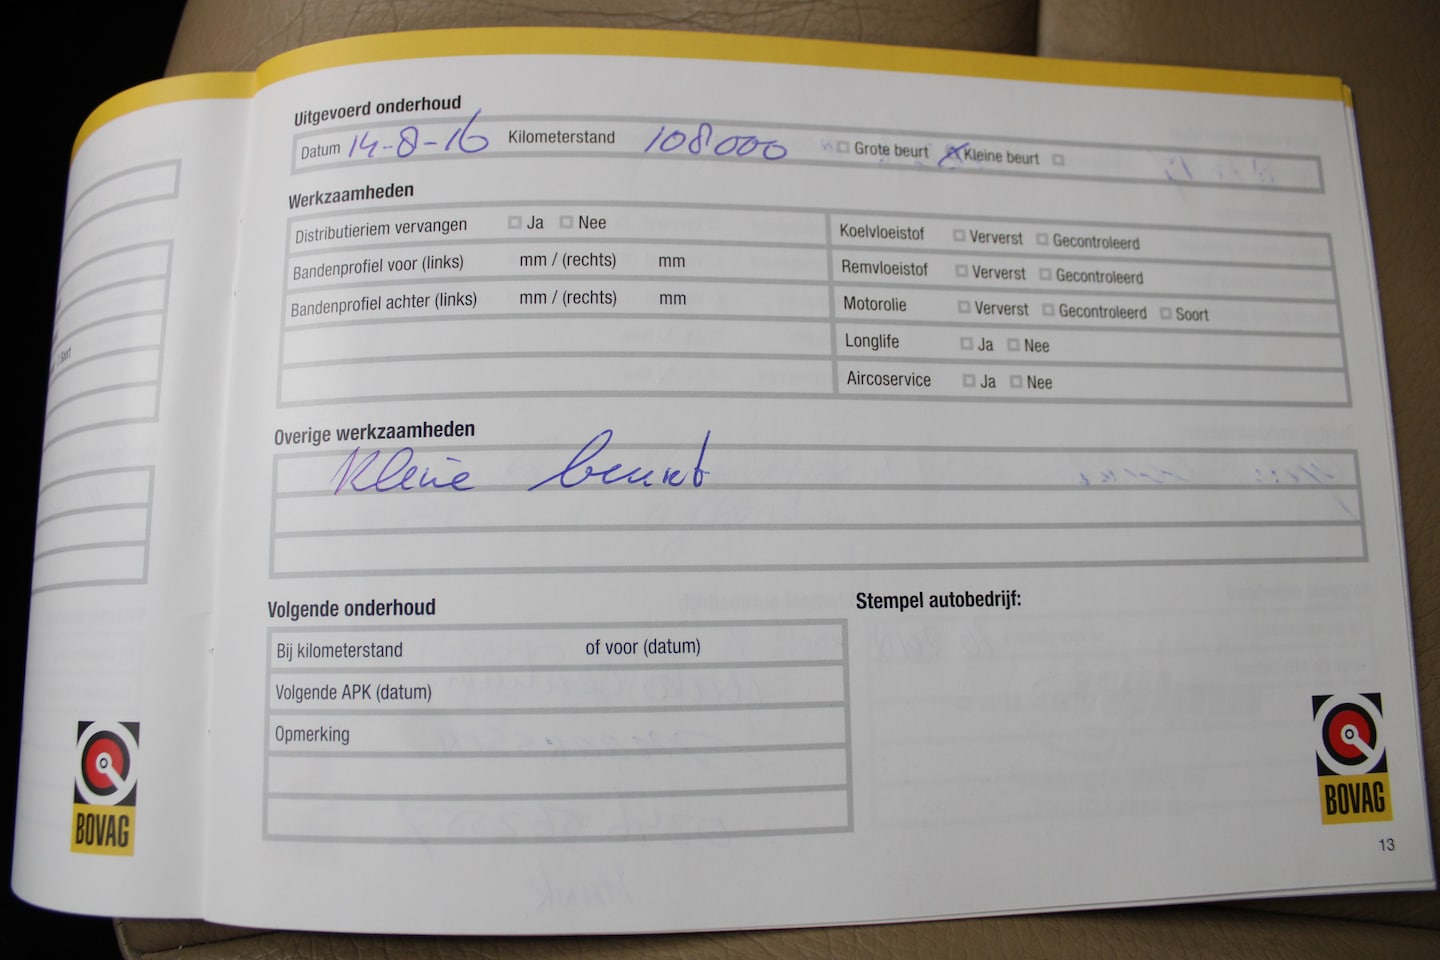 Uitgevoerd onderhoud
Datum 14-8-16 Kilometerstand 108000 Grote beurt Kleine beurt
Werkzaamheden
Distributieriem vervangen Ja Nee
Bandenprofiel voor (links) mm / (rechts) mm
Bandenprofiel achter (links) mm / (rechts) mm
Koelvloeistof Ververst Gecontroleerd
Remvloeistof Ververst Gecontroleerd
Motorolie Ververst Gecontroleerd Soort
Longlife Ja Nee
Aircoservice Ja Nee
Overige werkzaamheden
Kleine beurt
Volgende onderhoud
Bij kilometerstand of voor (datum)
Volgende APK (datum)
Opmerking
Stempel autobedrijf:
BOVAG
BOVAG
13
Soort